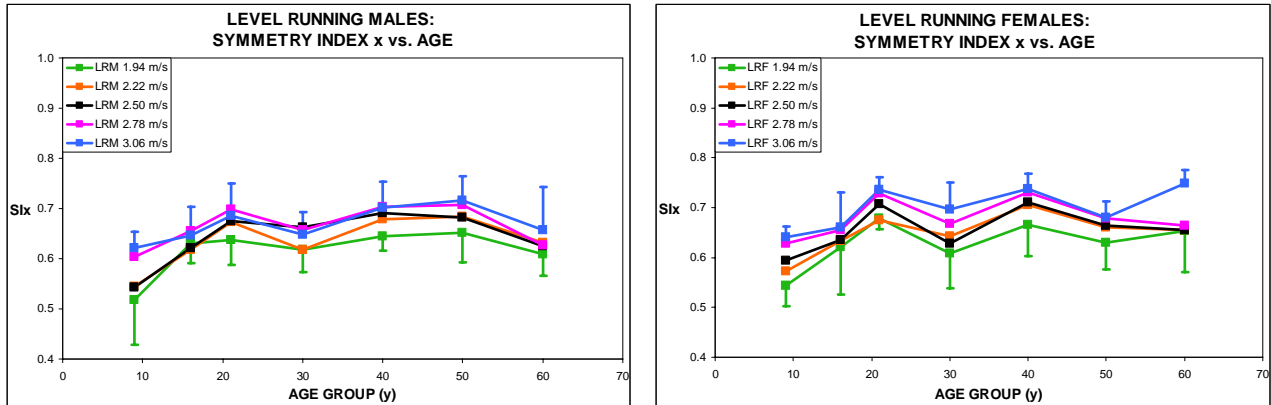 LEVEL RUNNING MALES:
SYMMETRY INDEX x vs. AGE
1.0
0.9
0.8
0.7
0.6
0.5
0.4
SIx
LRM 1.94 m/s
LRM 2.22 m/s
LRM 2.50 m/s
LRM 2.78 m/s
LRM 3.06 m/s
0 10 20 30 40 50 60 70
AGE GROUP (y)
LEVEL RUNNING FEMALES:
SYMMETRY INDEX x vs. AGE
1.0
0.9
0.8
0.7
0.6
0.5
0.4
SIx
LRF 1.94 m/s
LRF 2.22 m/s
LRF 2.50 m/s
LRF 2.78 m/s
LRF 3.06 m/s
0 10 20 30 40 50 60 70
AGE GROUP (y)